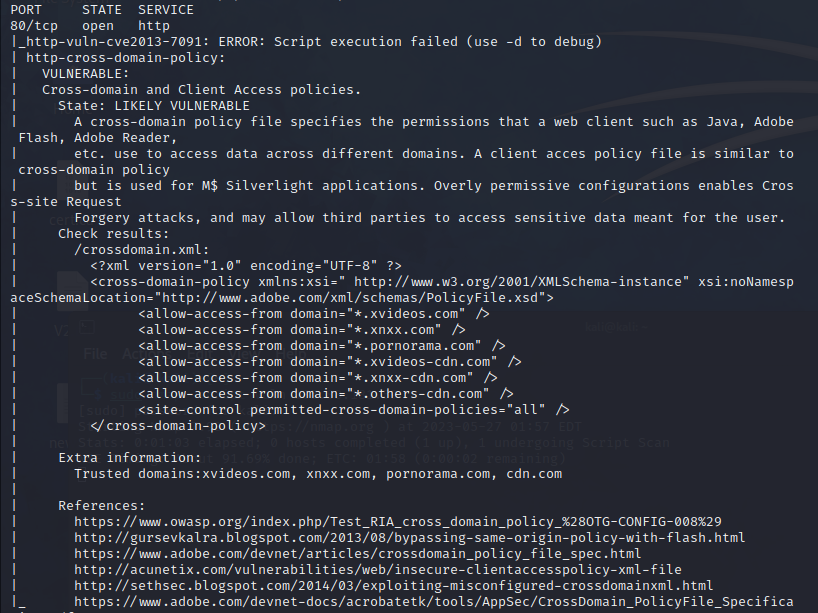 PORT     STATE  SERVICE
80/tcp   open   http
|_http-vuln-cve2013-7091: ERROR: Script execution failed (use -d to debug)
| http-cross-domain-policy:
|   VULNERABLE:
|   Cross-domain and Client Access policies.
|     State: LIKELY VULNERABLE
|       A cross-domain policy file specifies the permissions that a web client such as Java, Adobe
 Flash, Adobe Reader,
|       etc. use to access data across different domains. A client acces policy file is similar to
 cross-domain policy
|       but is used for M$ Silverlight applications. Overly permissive configurations enables Cros
s-site Request
|       Forgery attacks, and may allow third parties to access sensitive data meant for the user.
|     Check results:
|       /crossdomain.xml:
|         <?xml version="1.0" encoding="UTF-8" ?>
|         <cross-domain-policy xmlns:xsi=" http://www.w3.org/2001/XMLSchema-instance" xsi:noNamesp
aceSchemaLocation="http://www.adobe.com/xml/schemas/PolicyFile.xsd">
|               <allow-access-from domain="*.xvideos.com" />
|               <allow-access-from domain="*.xnxx.com" />
|               <allow-access-from domain="*.pornorama.com" />
|               <allow-access-from domain="*.xvideos-cdn.com" />
|               <allow-access-from domain="*.xnxx-cdn.com" />
|               <allow-access-from domain="*.others-cdn.com" />
|               <site-control permitted-cross-domain-policies="all" />
|         </cross-domain-policy>
|
|     Extra information:
|       Trusted domains:xvideos.com, xnxx.com, pornorama.com, cdn.com
|
|     References:
|       https://www.owasp.org/index.php/Test_RIA_cross_domain_policy_%28OTG-CONFIG-008%29
|       http://gursevkalra.blogspot.com/2013/08/bypassing-same-origin-policy-with-flash.html
|       https://www.adobe.com/devnet/articles/crossdomain_policy_file_spec.html
|       http://acunetix.com/vulnerabilities/web/insecure-clientaccesspolicy-xml-file
|       http://sethsec.blogspot.com/2014/03/exploiting-misconfigured-crossdomainxml.html
|_      https://www.adobe.com/devnet-docs/acrobatetk/tools/AppSec/CrossDomain_PolicyFile_Specifica